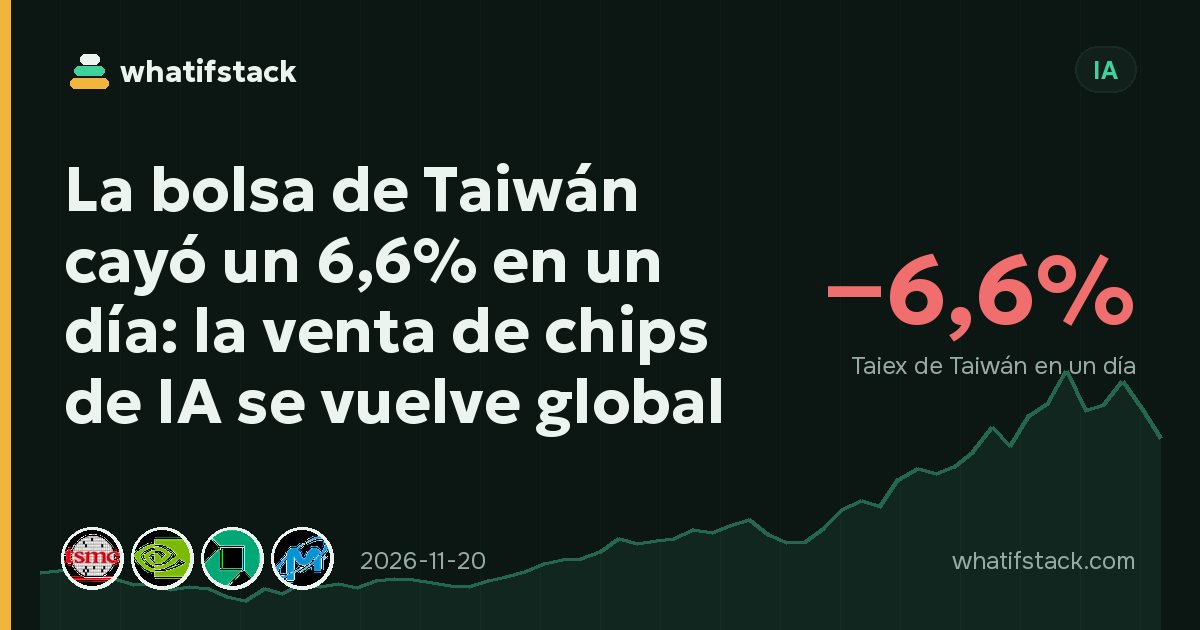 whatifstack
IA
La bolsa de Taiwán
cayó un 6,6% en un
día: la venta de chips
de IA se vuelve global
−6,6%
Taiex de Taiwán en un día
tsmc
2026-11-20
whatifstack.com